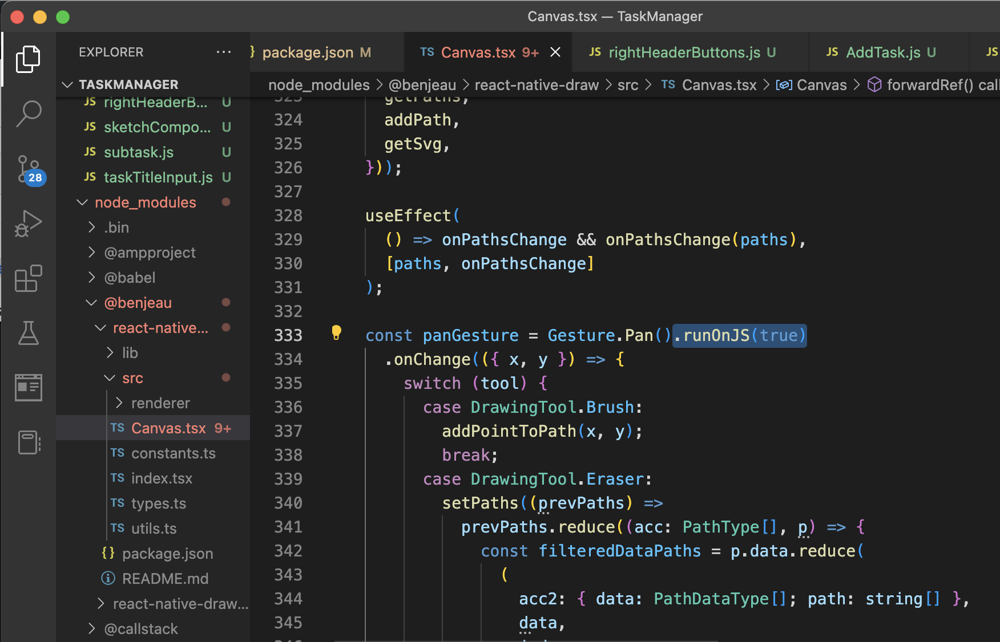 Canvas.tsx — TaskManager
EXPLORER ...
} package.json M
TS Canvas.tsx 9+ ×
JS rightHeaderButtons.js U
JS AddTask.js U
JS
TASKMANAGER
node_modules > @benjeau > react-native-draw > src > TS Canvas.tsx > Canvas > forwardRef() call
28
JS rightHeaderB... U
JS sketchCompo... U
JS subtask.js U
JS taskTitleInput.js U
node_modules
.bin
@ampproject
@babel
@benjeau
react-native...
lib
src
renderer
TS Canvas.tsx 9+
TS constants.ts
TS index.tsx
TS types.ts
TS utils.ts
{} package.json
README.md
react-native-draw...
@callstack
323 getPaths,
324 addPath,
325 getSvg,
326 }));
327
328 useEffect(
329 () => onPathsChange && onPathsChange(paths),
330 [paths, onPathsChange]
331 );
332
333 const panGesture = Gesture.Pan().runOnJS(true)
334 .onChange(({ x, y }) => {
335 switch (tool) {
336 case DrawingTool.Brush:
337 addPointToPath(x, y);
338 break;
339 case DrawingTool.Eraser:
340 setPaths((prevPaths) =>
341 prevPaths.reduce((acc: PathType[], p) => {
342 const filteredDataPaths = p.data.reduce(
343 (
344 acc2: { data: PathDataType[]; path: string[] },
345 data,